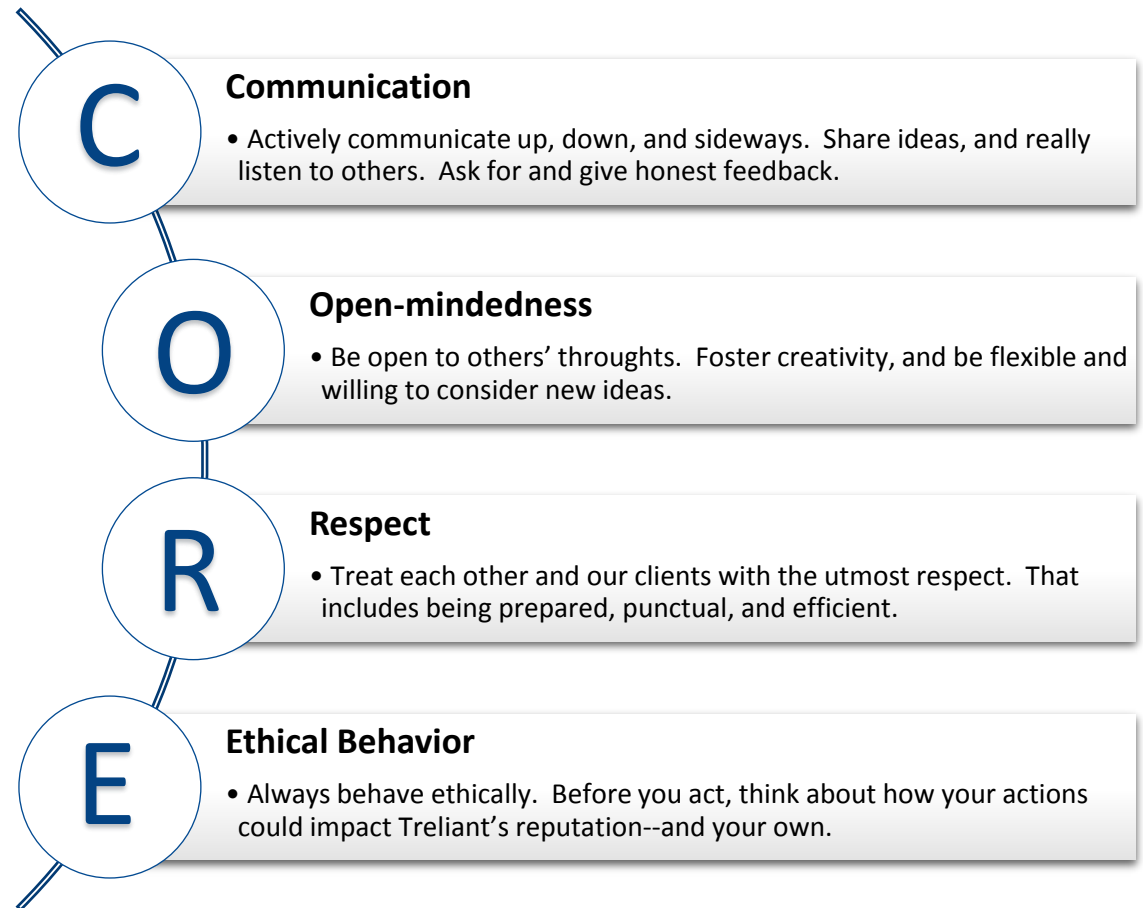 C
Communication
• Actively communicate up, down, and sideways.  Share ideas, and really
listen to others.  Ask for and give honest feedback.
O
Open-mindedness
• Be open to others’ throughts.  Foster creativity, and be flexible and
willing to consider new ideas.
R
Respect
• Treat each other and our clients with the utmost respect.  That
includes being prepared, punctual, and efficient.
E
Ethical Behavior
• Always behave ethically.  Before you act, think about how your actions
could impact Treliant’s reputation--and your own.